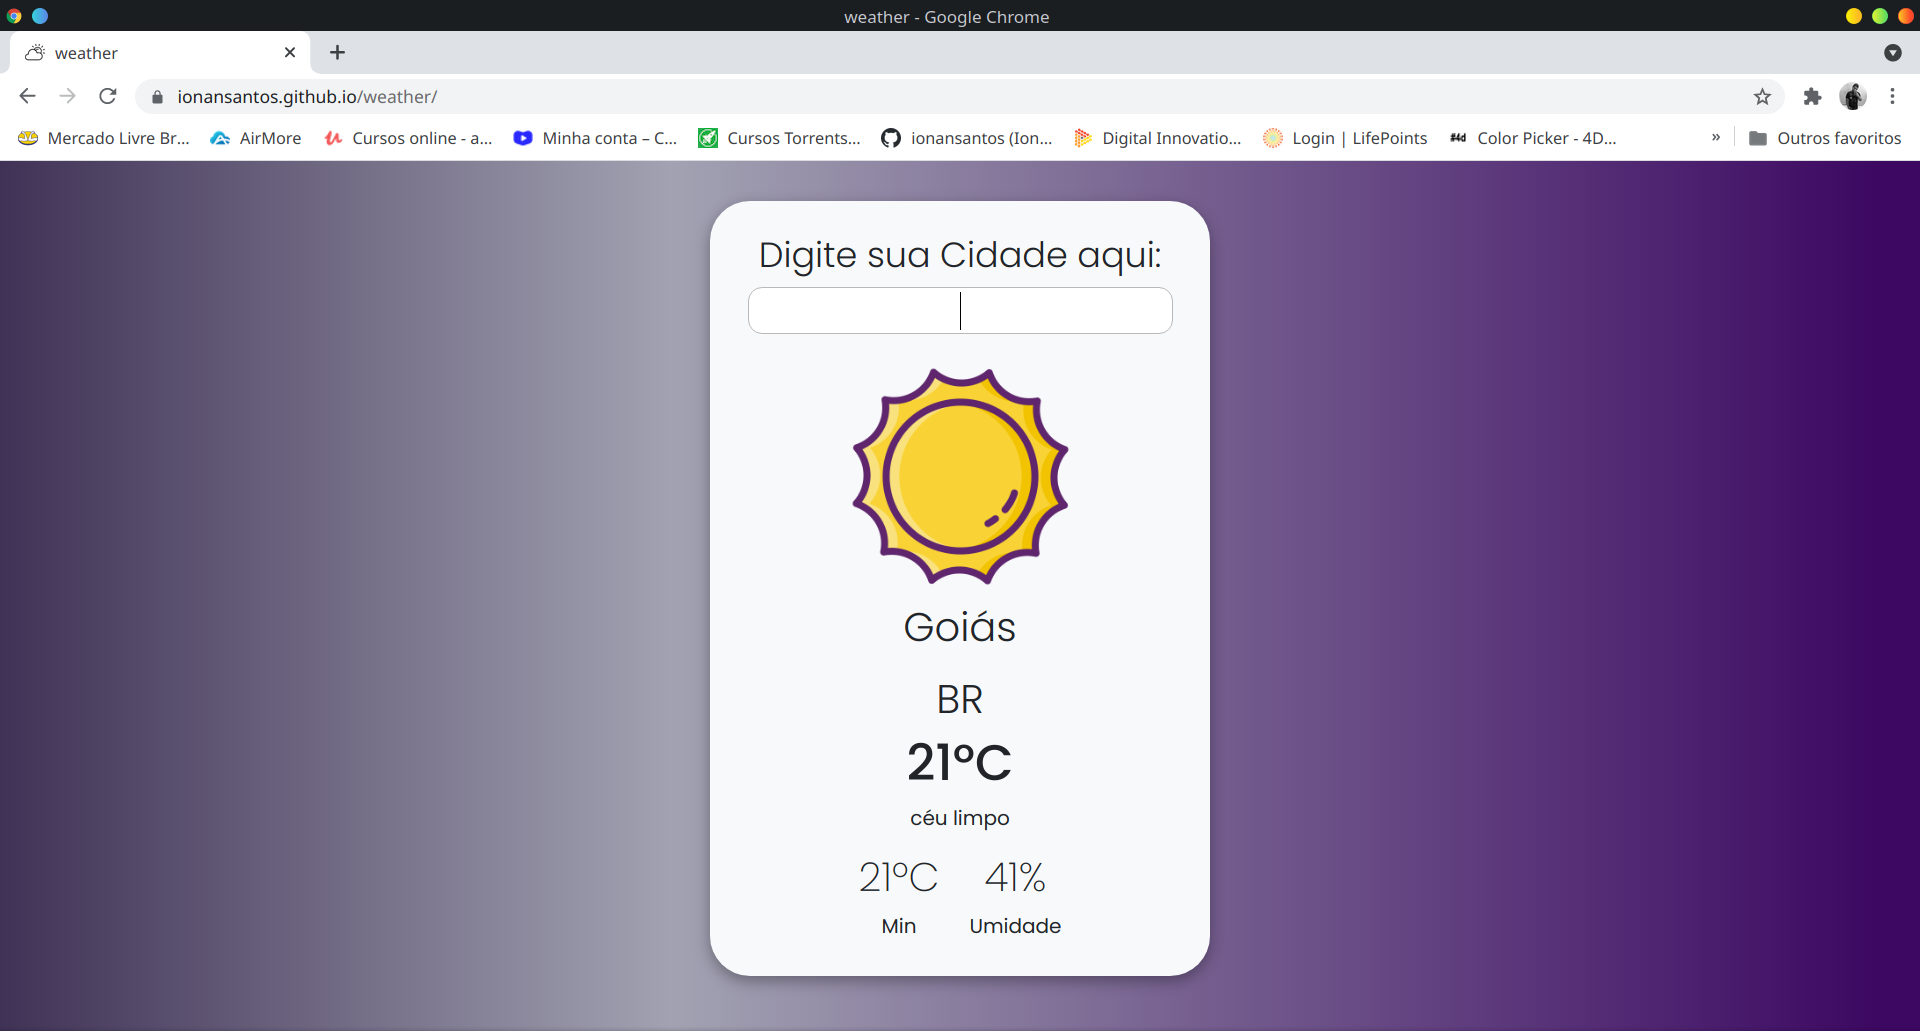 weather - Google Chrome
weather
ionansantos.github.io/weather/
Mercado Livre Br... AirMore Cursos online - a... Minha conta – C... Cursos Torrents... ionansantos (Ion... Digital Innovatio... Login | LifePoints #4d Color Picker - 4D... » Outros favoritos
Digite sua Cidade aqui:
Goiás
BR
21°C
céu limpo
21°C 41%
Min Umidade